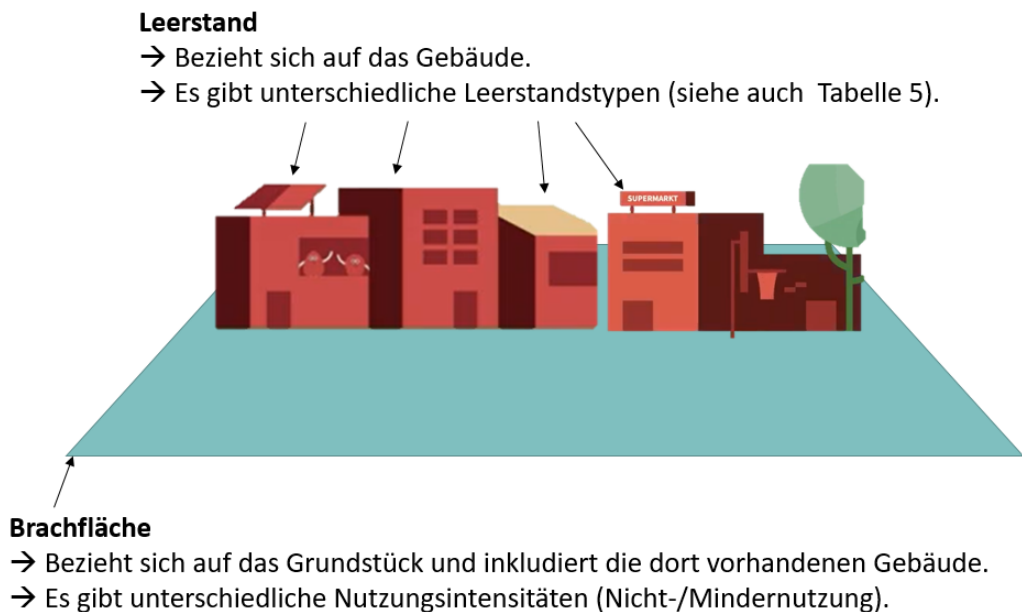 Leerstand
→ Bezieht sich auf das Gebäude.
→ Es gibt unterschiedliche Leerstandstypen (siehe auch  Tabelle 5).
SUPERMARKT
Brachfläche
→ Bezieht sich auf das Grundstück und inkludiert die dort vorhandenen Gebäude.
→ Es gibt unterschiedliche Nutzungsintensitäten (Nicht-/Mindernutzung).